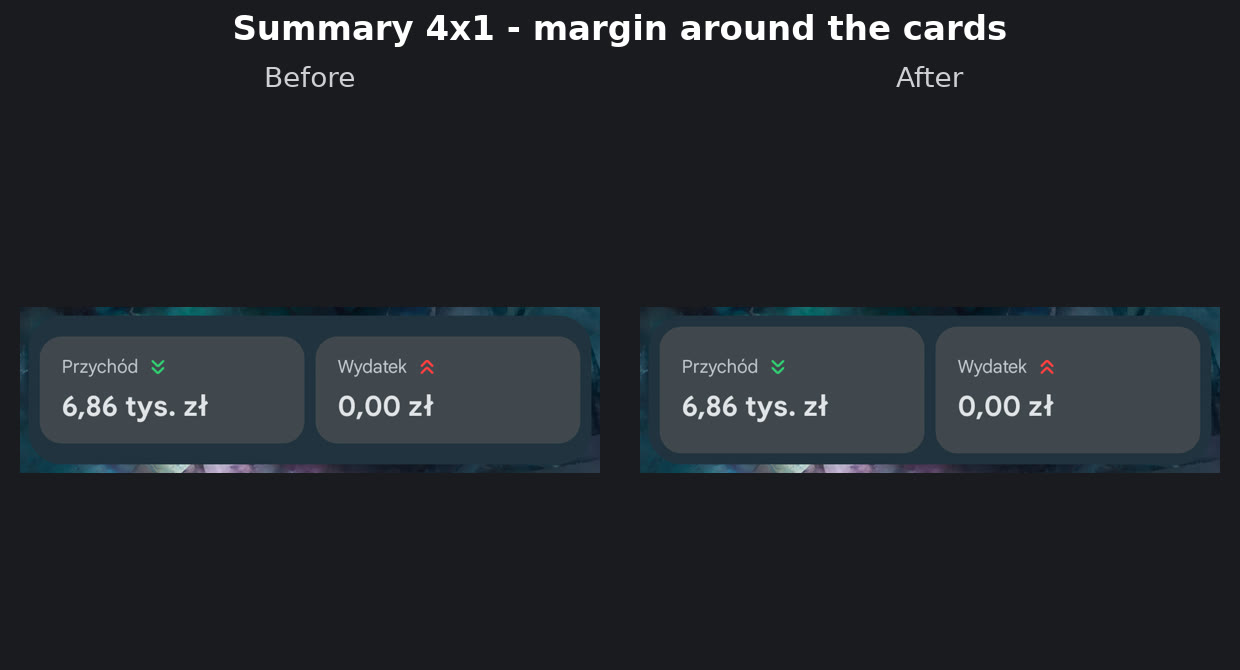 Summary 4x1 - margin around the cards
Before
After
Przychód
Wydatek
6,86 tys. zł
0,00 zł
Przychód
Wydatek
6,86 tys. zł
0,00 zł